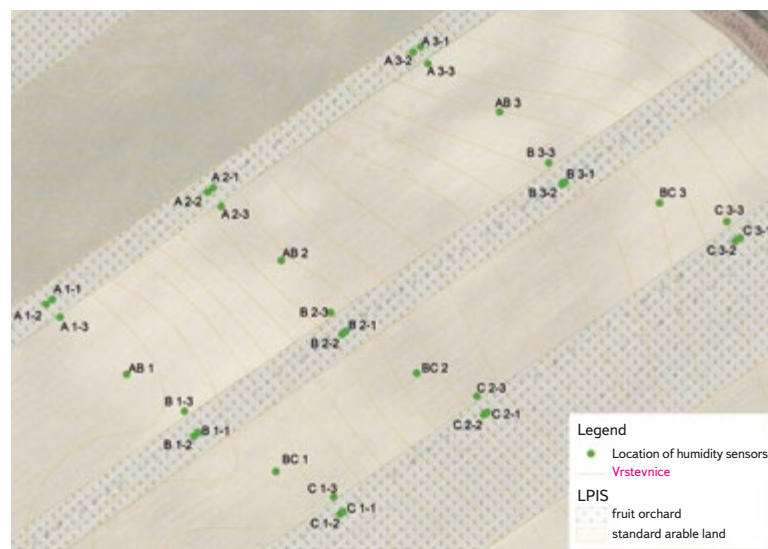 A 3-1
A 3-2
A 3-3
AB 3
B 3-3
B 3-1
B 3-2
BC 3
C 3-3
C 3-1
C 3-2
A 2-1
A 2-2
A 2-3
AB 2
B 2-3
B 2-1
B 2-2
BC 2
C 2-3
C 2-1
C 2-2
A 1-1
A 1-2
A 1-3
AB 1
B 1-3
B 1-1
B 1-2
BC 1
C 1-3
C 1-1
C 1-2
Legend
Location of humidity sensors
Vrstevnice
LPIS
fruit orchard
standard arable land